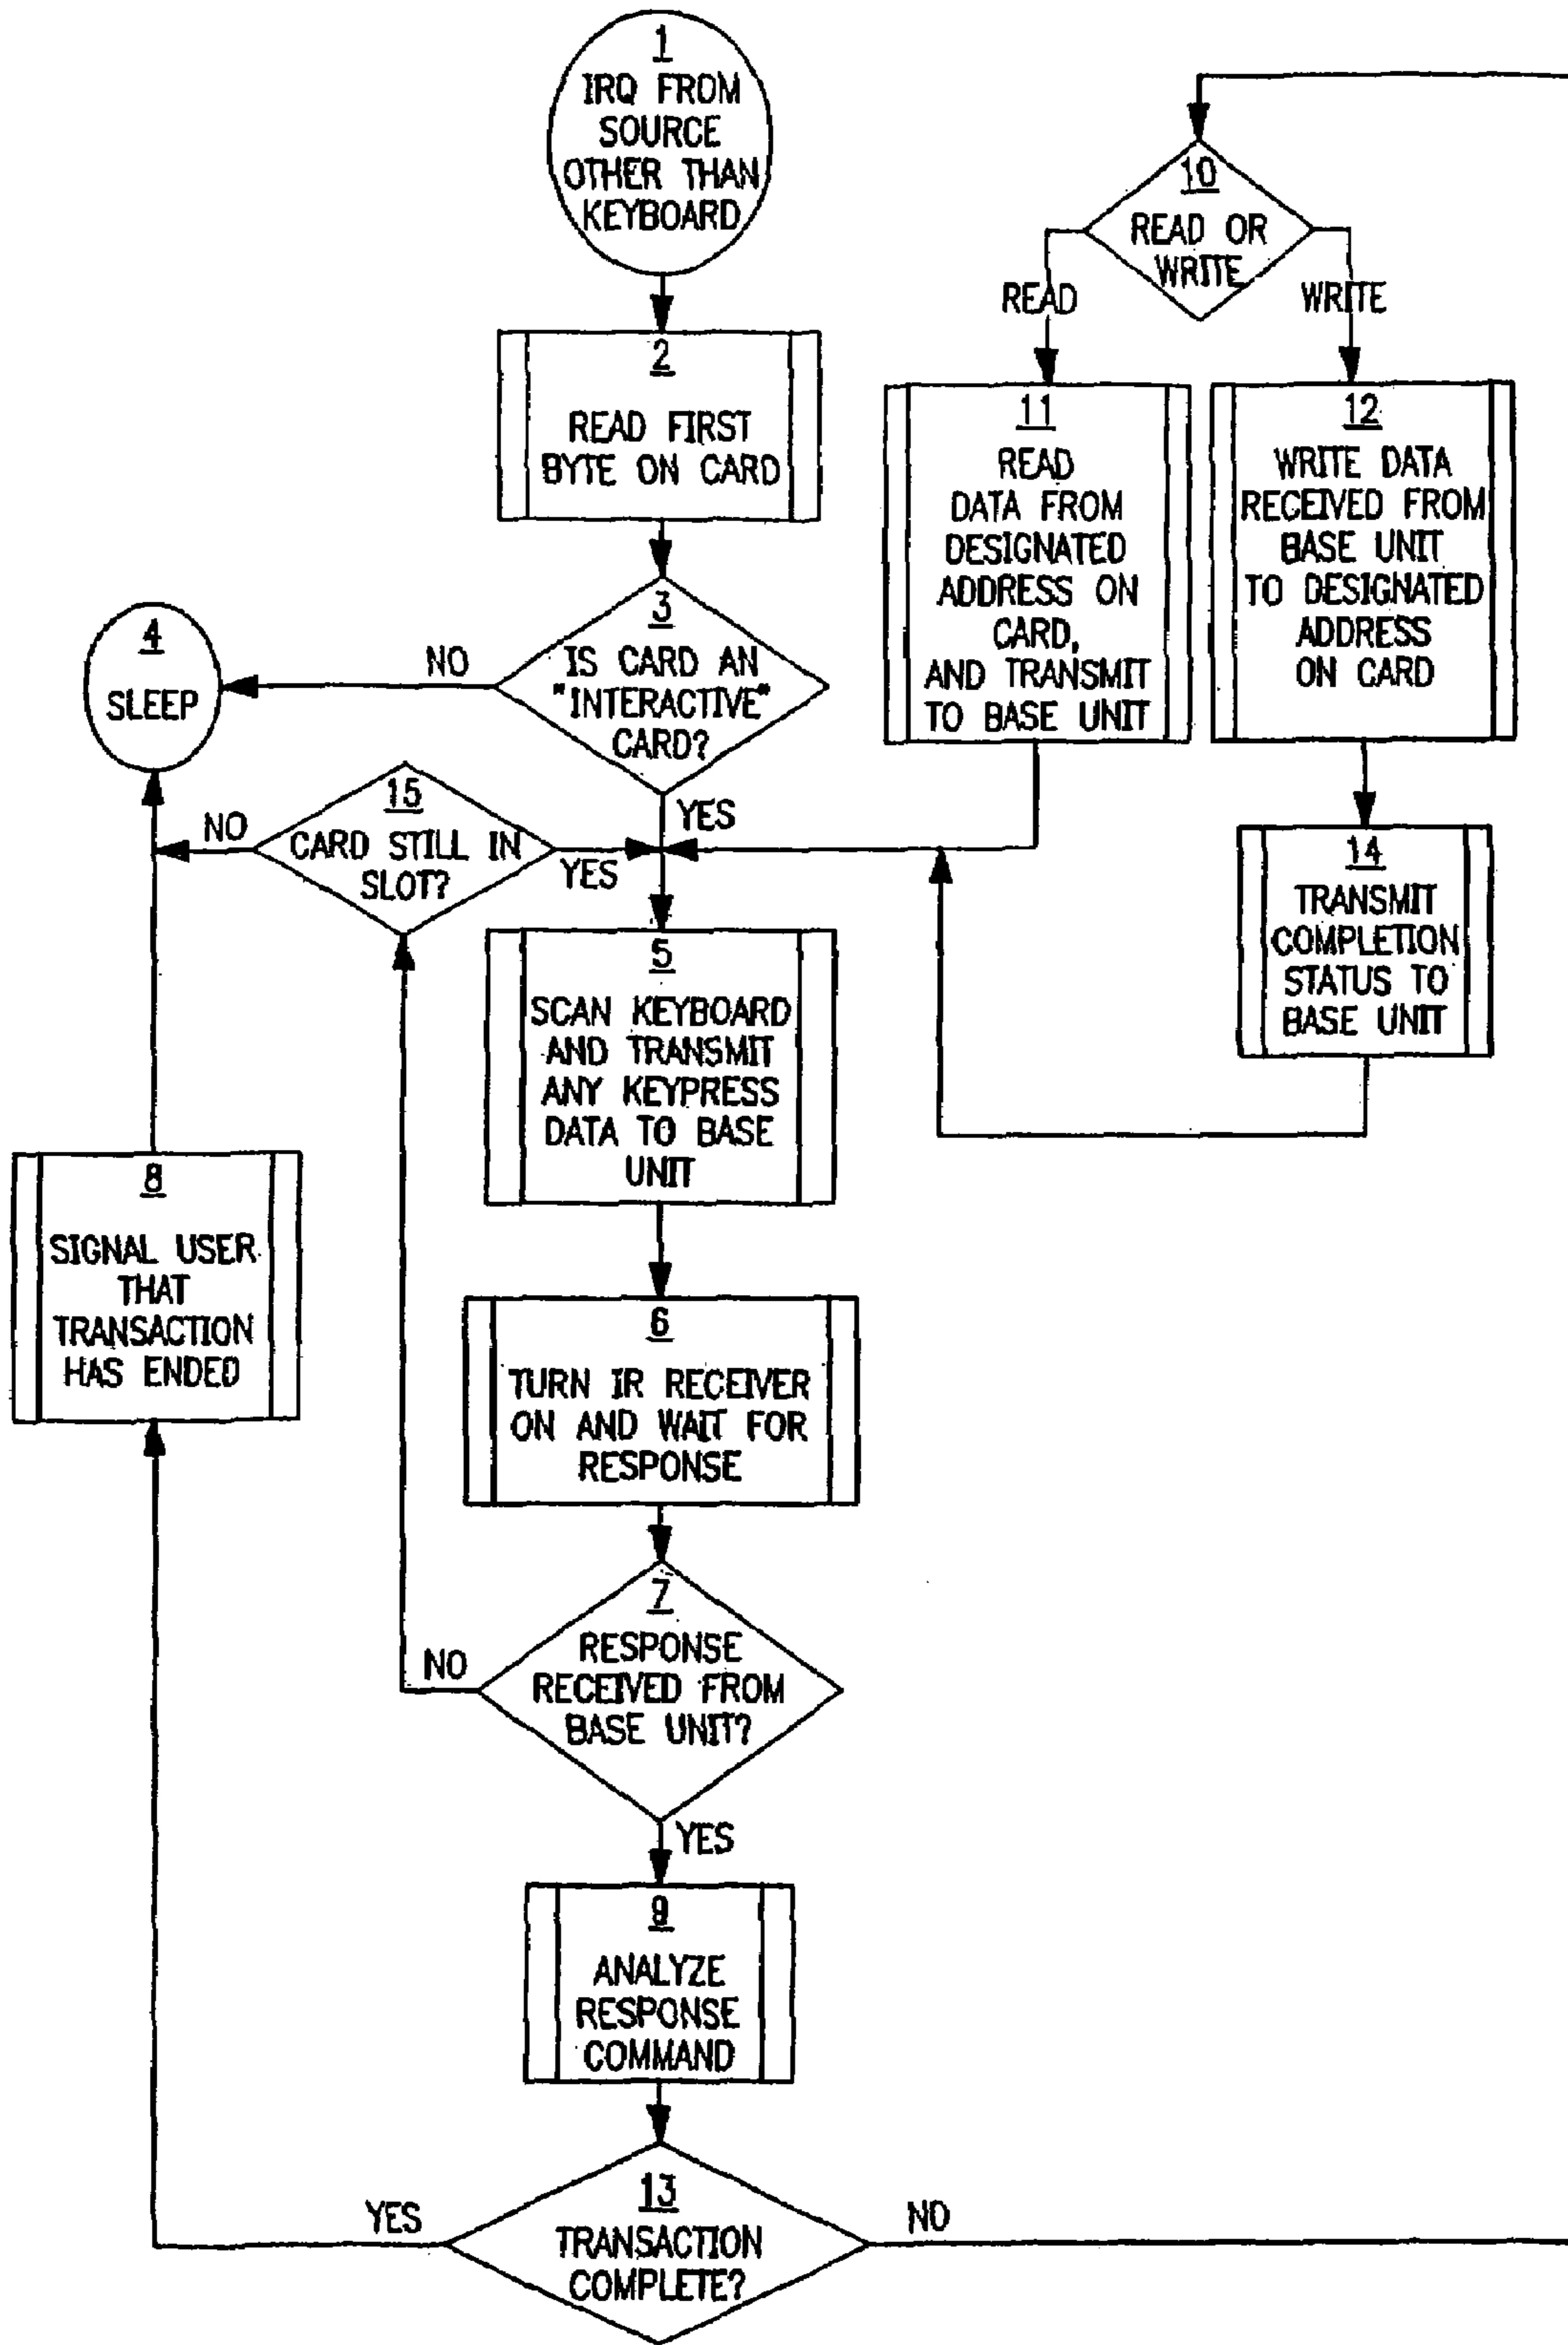 1
IRQ FROM
SOURCE
OTHER THAN
KEYBOARD
2
READ FIRST
BYTE ON CARD
3
IS CARD AN
"INTERACTIVE"
CARD?
NO
YES
4
SLEEP
15
CARD STILL IN
SLOT?
NO
YES
5
SCAN KEYBOARD
AND TRANSMIT
ANY KEYPRESS
DATA TO BASE
UNIT
6
TURN IR RECEIVER
ON AND WAIT FOR
RESPONSE
7
RESPONSE
RECEIVED FROM
BASE UNIT?
NO
YES
8
SIGNAL USER
THAT
TRANSACTION
HAS ENDED
9
ANALYZE
RESPONSE
COMMAND
13
TRANSACTION
COMPLETE?
YES
NO
10
READ OR
WRITE
READ
WRITE
11
READ
DATA FROM
DESIGNATED
ADDRESS ON
CARD,
AND TRANSMIT
TO BASE UNIT
12
WRITE DATA
RECEIVED FROM
BASE UNIT
TO DESIGNATED
ADDRESS
ON CARD
14
TRANSMIT
COMPLETION
STATUS TO
BASE UNIT